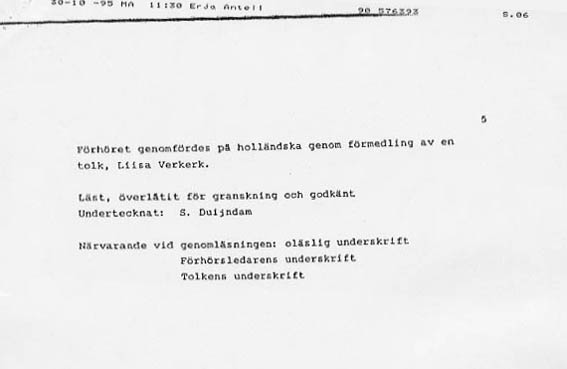 30-10 -95 MA 11:30 Erja Antell 90 576393 S.06
5
Förhöret genomfördes på holländska genom förmedling av en
tolk, Liisa Verkerk.
Läst, överlåtit för granskning och godkänt
Undertecknat: S. Duijndam
Närvarande vid genomläsningen: oläslig underskrift
Förhörsledarens underskrift
Tolkens underskrift